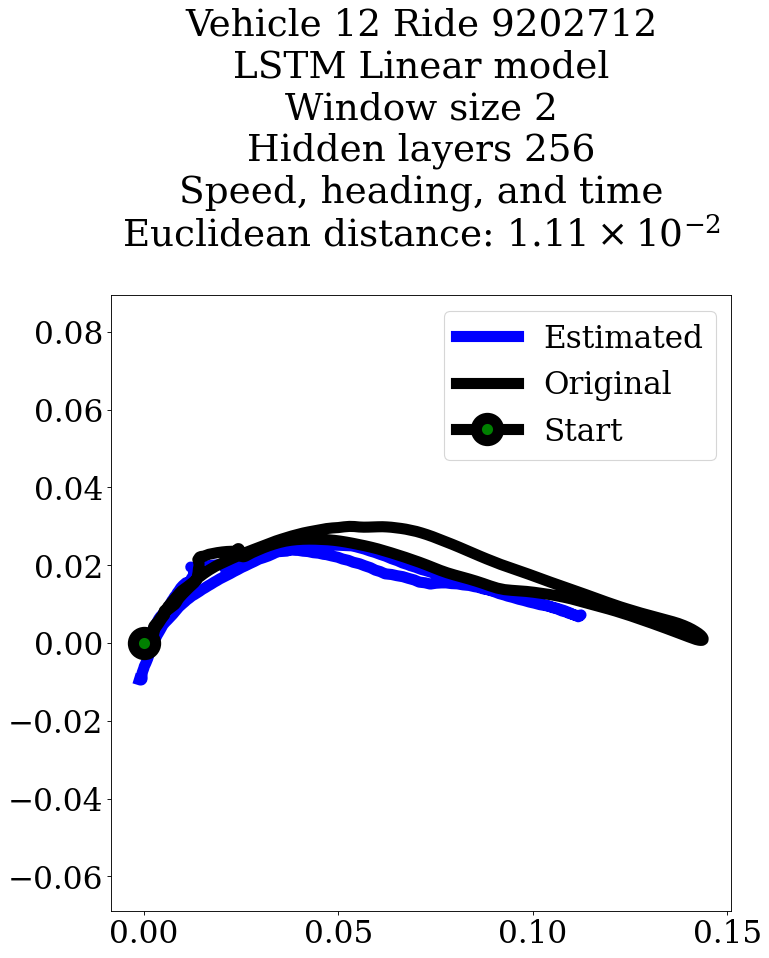 Vehicle 12 Ride 9202712
LSTM Linear model
Window size 2
Hidden layers 256
Speed, heading, and time
Euclidean distance: 1.11 × 10⁻²
Estimated
Original
Start
0.08
0.06
0.04
0.02
0.00
−0.02
−0.04
−0.06
0.00 0.05 0.10 0.15